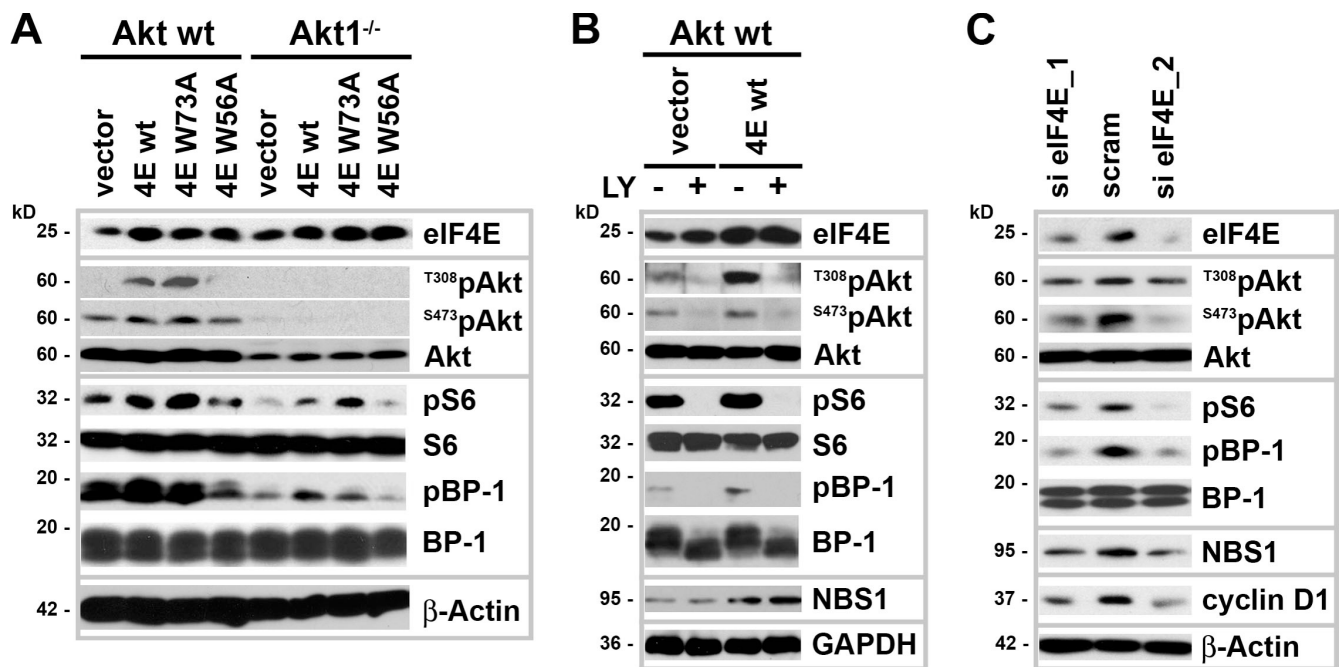 A
Akt wt Akt1-/-
vector 4E wt 4E W73A 4E W56A vector 4E wt 4E W73A 4E W56A
kD
25 - eIF4E
60 - T308pAkt
60 - S473pAkt
60 - Akt
32 - pS6
32 - S6
20 - pBP-1
20 - BP-1
42 - β-Actin
B
Akt wt
vector 4E wt
LY - + - +
kD
25 - eIF4E
60 - T308pAkt
60 - S473pAkt
60 - Akt
32 - pS6
32 - S6
20 - pBP-1
20 - BP-1
95 - NBS1
36 - GAPDH
C
si eIF4E_1 scram si eIF4E_2
kD
25 - eIF4E
60 - T308pAkt
60 - S473pAkt
60 - Akt
32 - pS6
20 - pBP-1
20 - BP-1
95 - NBS1
37 - cyclin D1
42 - β-Actin